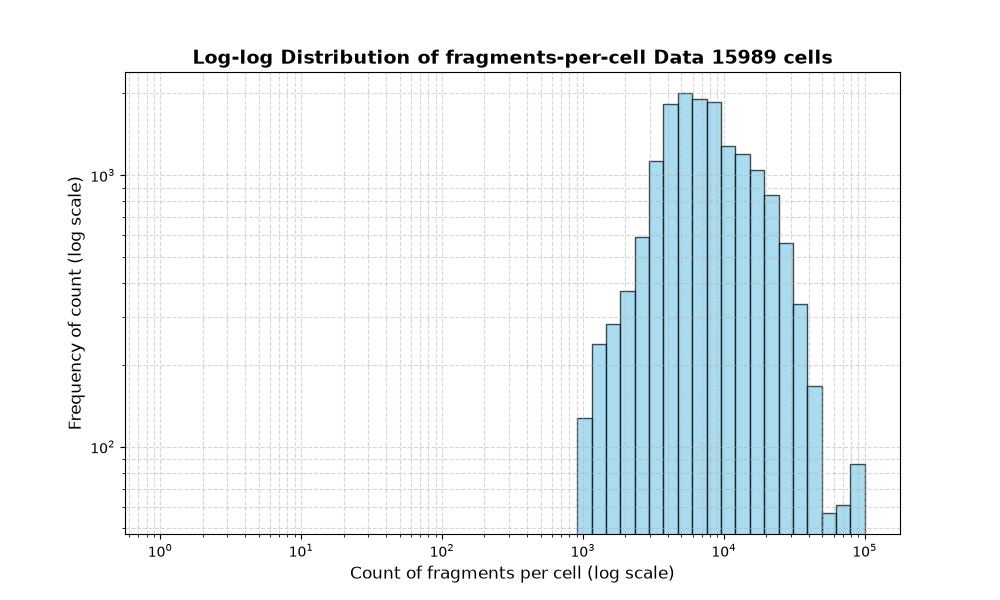 Log-log Distribution of fragments-per-cell Data 15989 cells
Frequency of count (log scale)
10³
10²
10⁰ 10¹ 10² 10³ 10⁴ 10⁵
Count of fragments per cell (log scale)